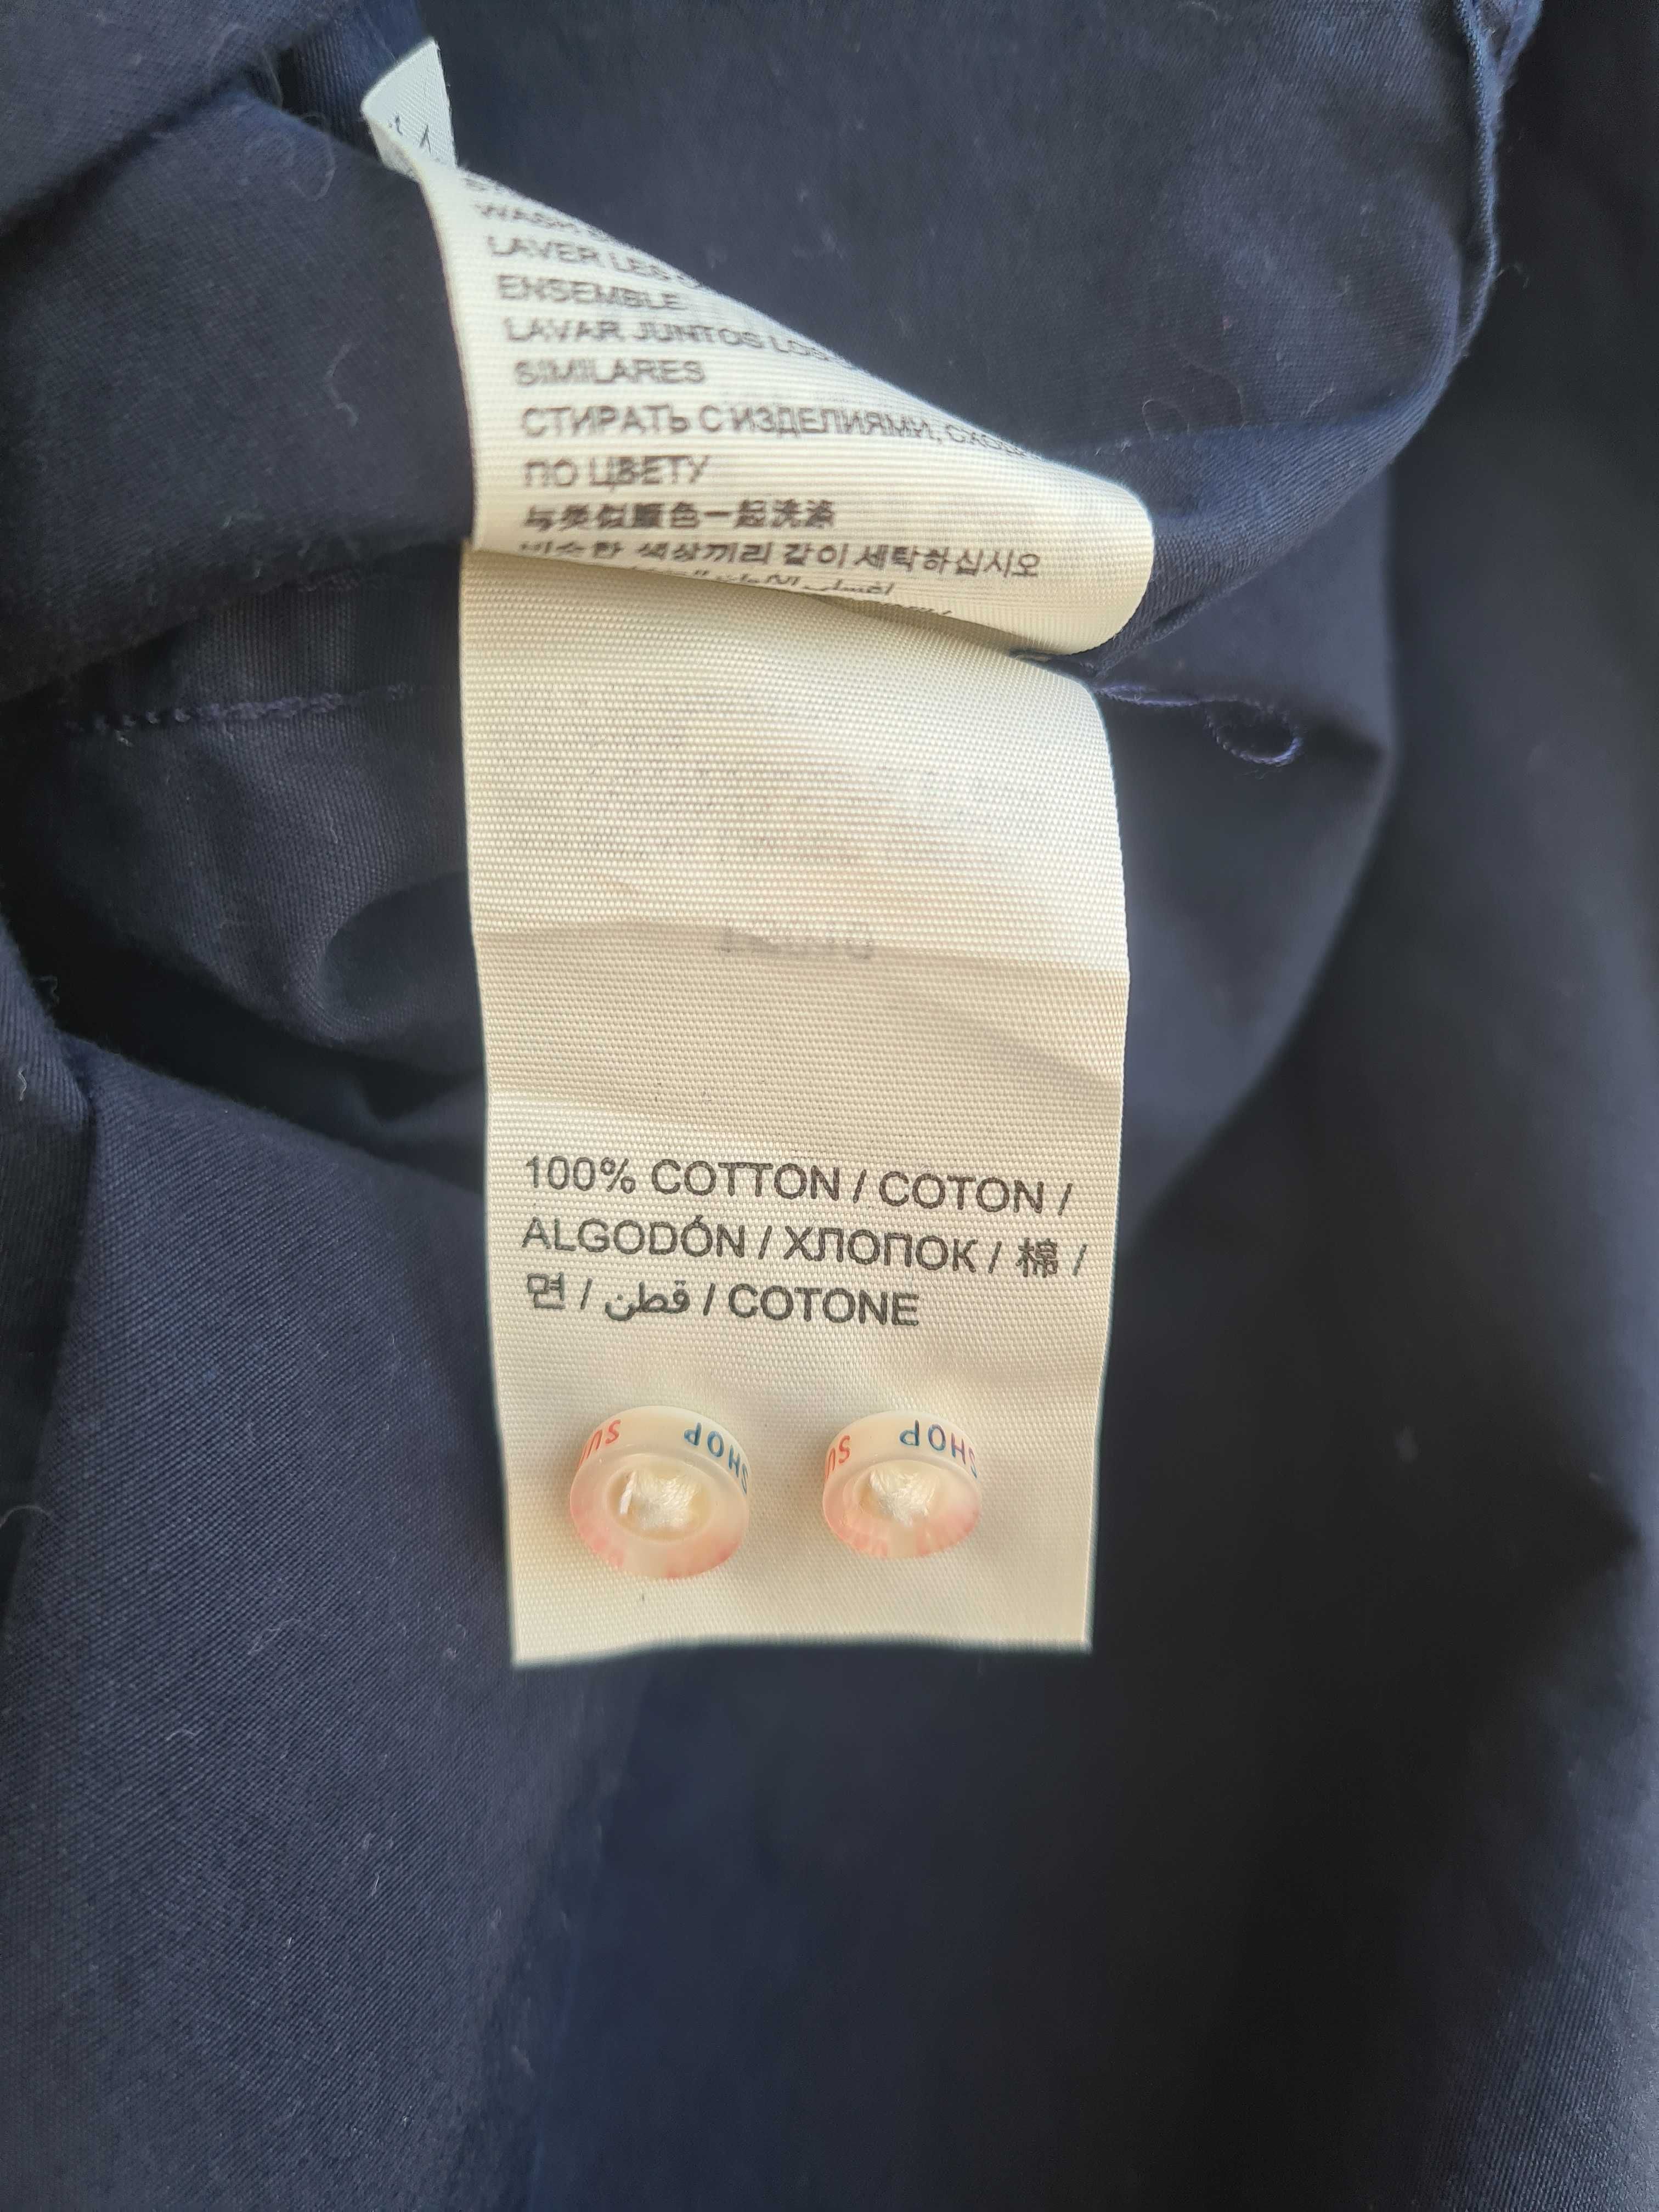 WASH
LAVER LES
ENSEMBLE
LAVAR JUNTOS LOS
SIMILARES
СТИРАТЬ С ИЗДЕЛИЯМИ,
ПО ЦВЕТУ
与类似颜色一起洗涤
비슷한 색상끼리 같이 세탁하십시오
100% COTTON / COTON /
ALGODÓN / ХЛОПОК / 棉 /
면 / قطن / COTONE
SHOP
SHOP